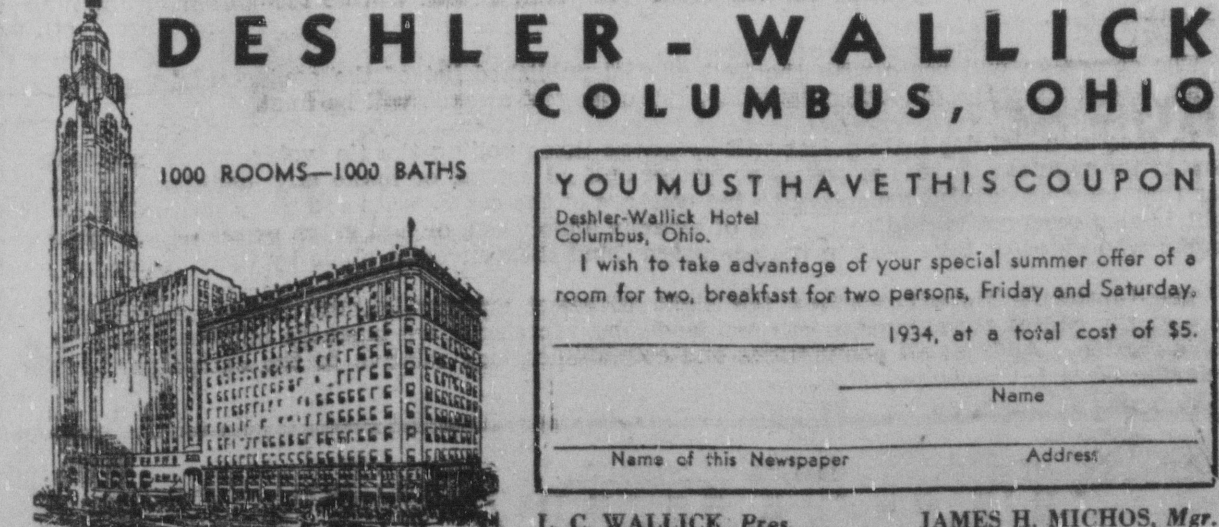 DESHLER - WALLICK
COLUMBUS, OHIO
1000 ROOMS—1000 BATHS
YOU MUST HAVE THIS COUPON
Deshler-Wallick Hotel
Columbus, Ohio.
I wish to take advantage of your special summer offer of a
room for two, breakfast for two persons, Friday and Saturday,
1934, at a total cost of $5.
Name
Name of this Newspaper Address
L. C. WALLICK, Pres. JAMES H. MICHOS, Mgr.